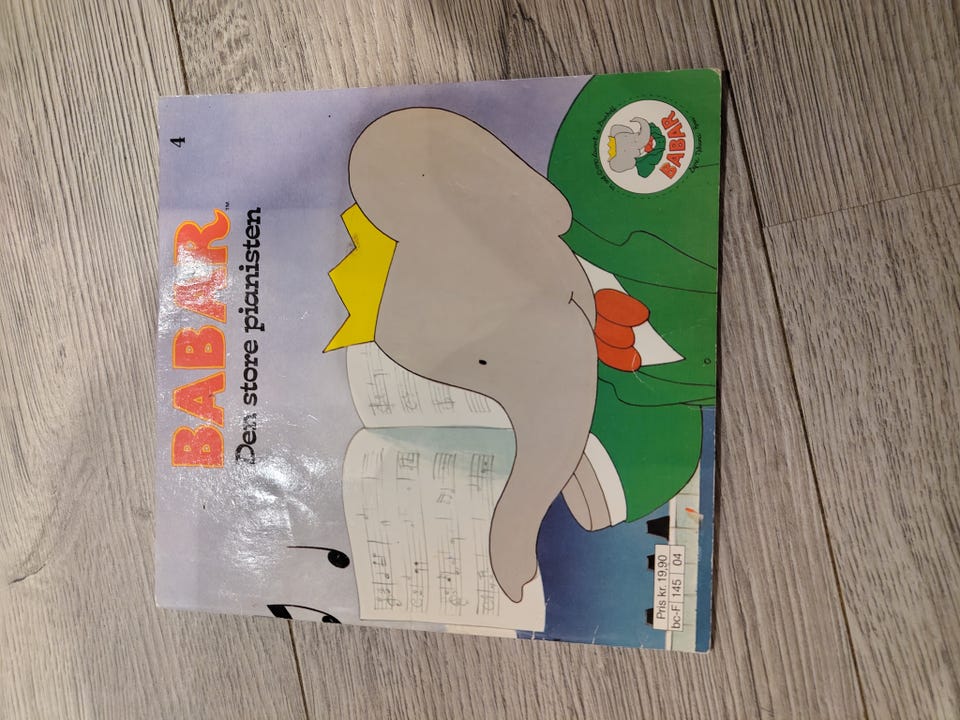 4
BABAR™
Den store pianisten
BABAR
Pris kr. 19,90
bc-F 145 04